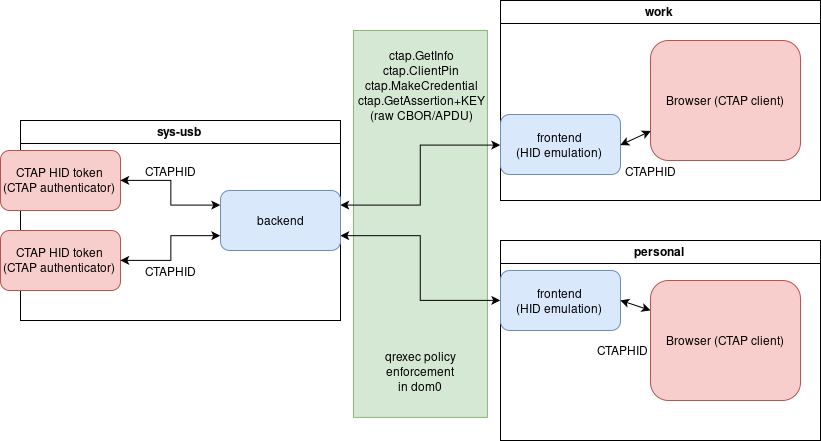 sys-usb
CTAP HID token
(CTAP authenticator)
CTAPHID
CTAP HID token
(CTAP authenticator)
CTAPHID
backend
ctap.GetInfo
ctap.ClientPin
ctap.MakeCredential
ctap.GetAssertion+KEY
(raw CBOR/APDU)
qrexec policy
enforcement
in dom0
work
frontend
(HID emulation)
CTAPHID
Browser (CTAP client)
personal
frontend
(HID emulation)
CTAPHID
Browser (CTAP client)